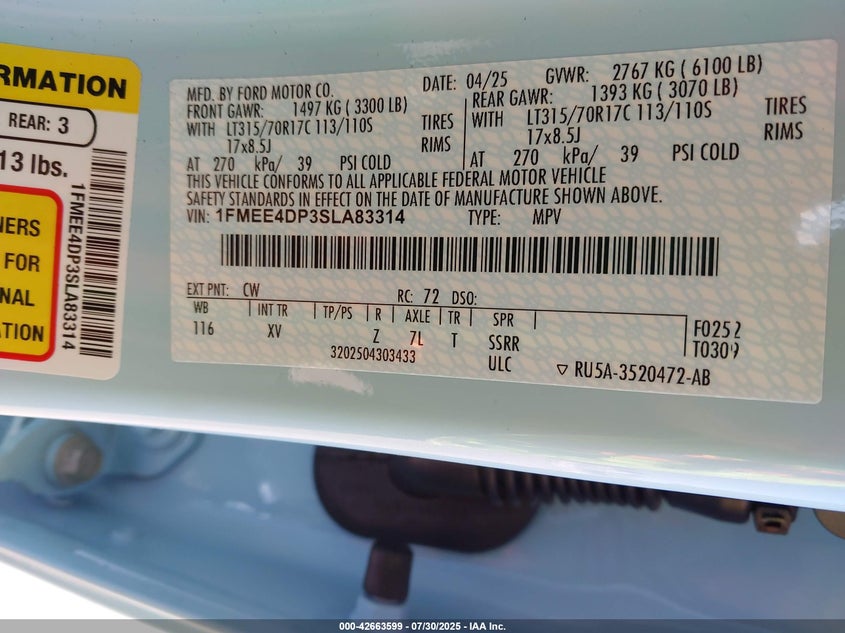 RMATION
REAR: 3
13 lbs.
NERS
FOR
NAL
ATION
1FMEE4DP3SLA83314
MFD. BY FORD MOTOR CO. DATE: 04/25 GVWR: 2767 KG ( 6100 LB)
FRONT GAWR: 1497 KG ( 3300 LB) REAR GAWR: 1393 KG ( 3070 LB)
WITH LT315/70R17C 113/110S TIRES WITH LT315/70R17C 113/110S TIRES
17x8.5J RIMS 17x8.5J RIMS
AT 270 kPa/ 39 PSI COLD AT 270 kPa/ 39 PSI COLD
THIS VEHICLE CONFORMS TO ALL APPLICABLE FEDERAL MOTOR VEHICLE
SAFETY STANDARDS IN EFFECT ON THE DATE OF MANUFACTURE SHOWN ABOVE.
VIN: 1FMEE4DP3SLA83314 TYPE: MPV
EXT PNT: CW RC: 72 DSO:
WB INT TR TP/PS R AXLE TR SPR
116 XV Z 7L T SSRR
3202504303433 ULC
F0252
T0309
▽ RU5A-3520472-AB
000-42663599 - 07/30/2025 - IAA Inc.